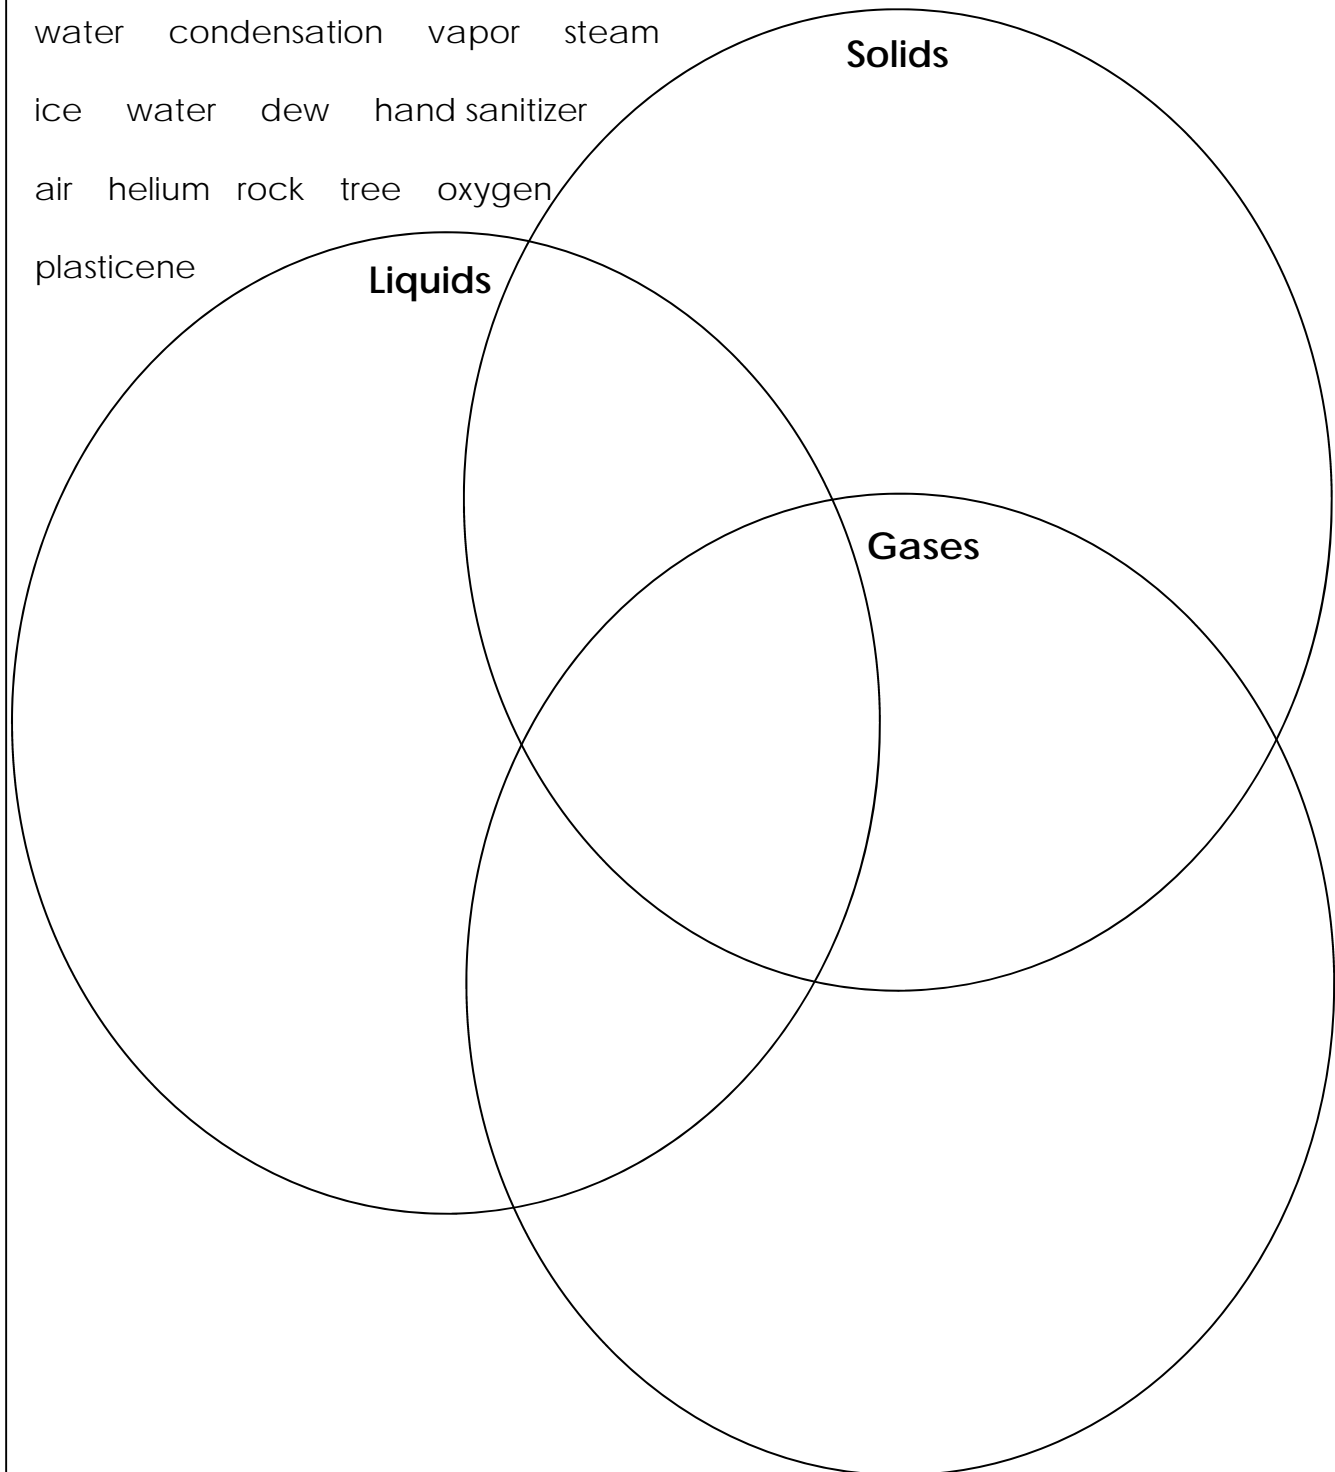 water condensation vapor steam
Solids
ice water dew hand sanitizer
air helium rock tree oxygen
plasticene
Liquids
Gases